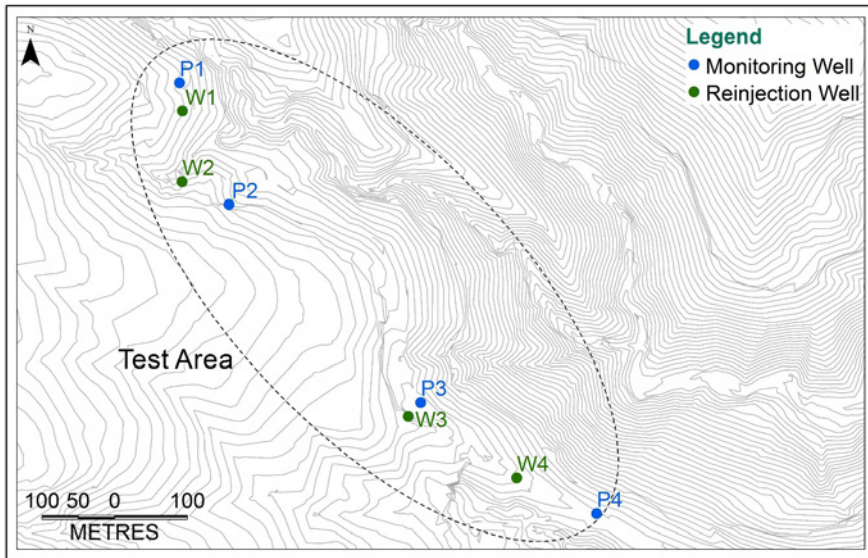 N
Legend
Monitoring Well
Reinjection Well
P1
W1
W2
P2
Test Area
P3
W3
W4
P4
100 50 0 100
METRES